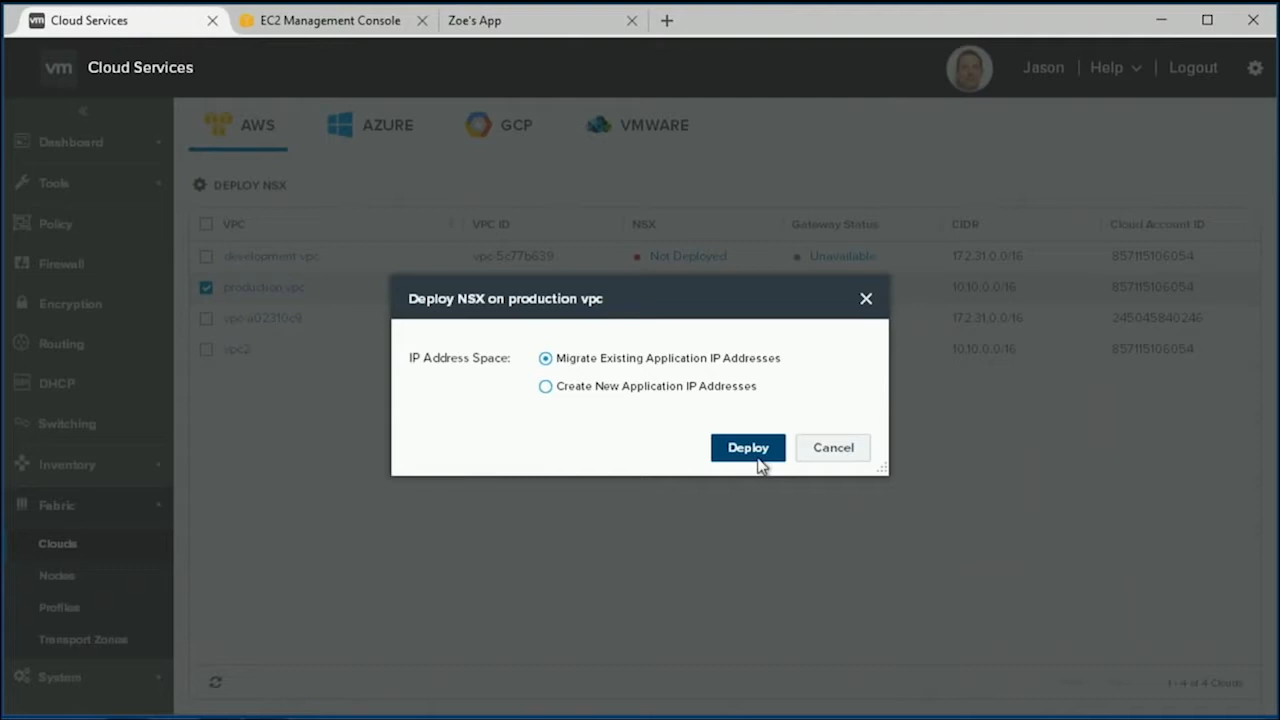 vm Cloud Services
EC2 Management Console
Zoe's App
vm Cloud Services
Jason | Help | Logout
AWS AZURE GCP VMWARE
Dashboard
Tools
Policy
Firewall
Encryption
Routing
DHCP
Switching
Inventory
Fabric
Clouds
Nodes
Profiles
Transport Zones
System
DEPLOY NSX
VPC VPC ID NSX Gateway Status CIDR Cloud Account ID
development vpc vpc-5c77b639 Not Deployed Unavailable 172.31.0.0/16 857115106054
production vpc 10.10.0.0/16 857115106054
vpc-a02310c9 172.31.0.0/16 245045840246
vpc2 10.10.0.0/16 857115106054
Deploy NSX on production vpc
IP Address Space: Migrate Existing Application IP Addresses
Create New Application IP Addresses
Deploy Cancel
1 - 4 of 4 Clouds